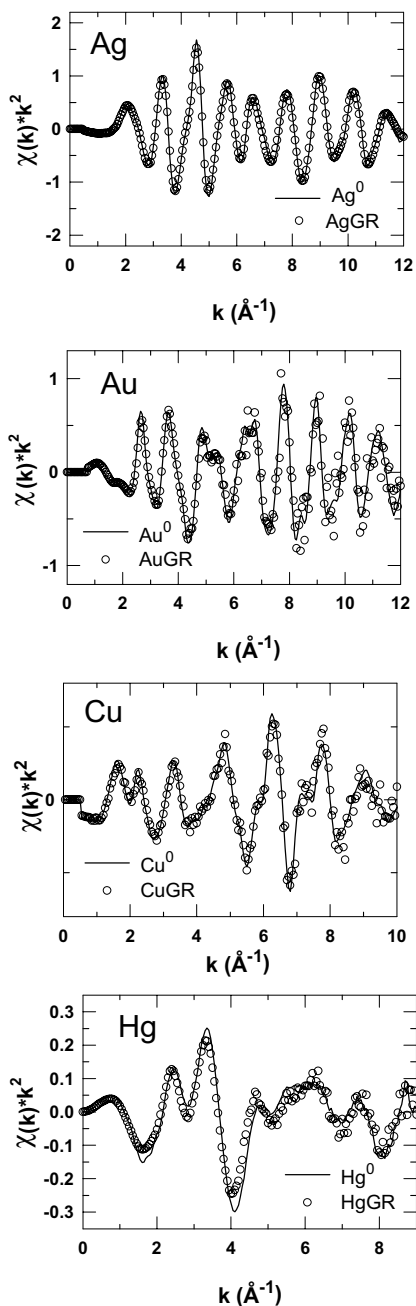 Ag
2
1
0
-1
-2
χ(k)*k²
Ag⁰
AgGR
0 2 4 6 8 10 12
k (Å⁻¹)
Au
1
0
-1
χ(k)*k²
Au⁰
AuGR
0 2 4 6 8 10 12
k (Å⁻¹)
Cu
0
χ(k)*k²
Cu⁰
CuGR
0 2 4 6 8 10
k (Å⁻¹)
Hg
0.3
0.2
0.1
0.0
-0.1
-0.2
-0.3
χ(k)*k²
Hg⁰
HgGR
0 2 4 6 8
k (Å⁻¹)